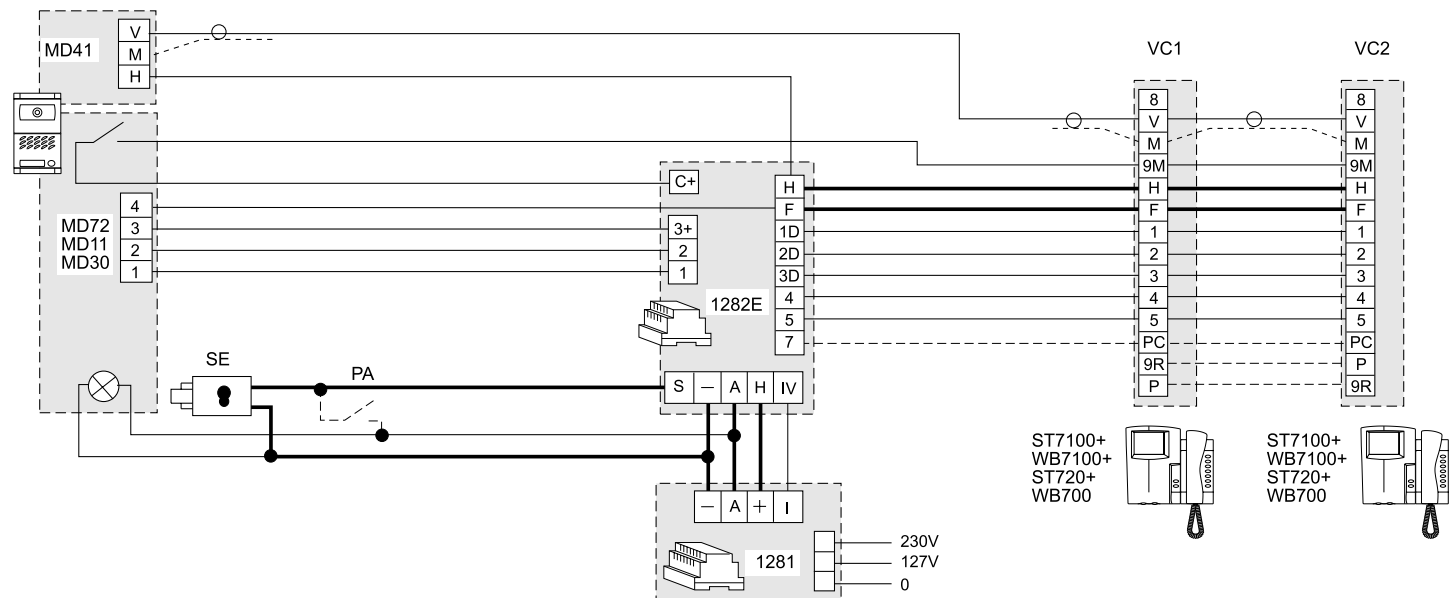 MD41
V
M
H
VC1
VC2
8
V
M
9M
H
F
1
2
3
4
5
PC
9R
P
8
V
M
9M
H
F
1
2
3
4
5
PC
P
9R
MD72
MD11
MD30
4
3
2
1
C+
3+
2
1
H
F
1D
2D
3D
4
5
7
1282E
S — A H IV
SE
PA
— A + I
1281
230V
127V
0
ST7100+
WB7100+
ST720+
WB700
ST7100+
WB7100+
ST720+
WB700